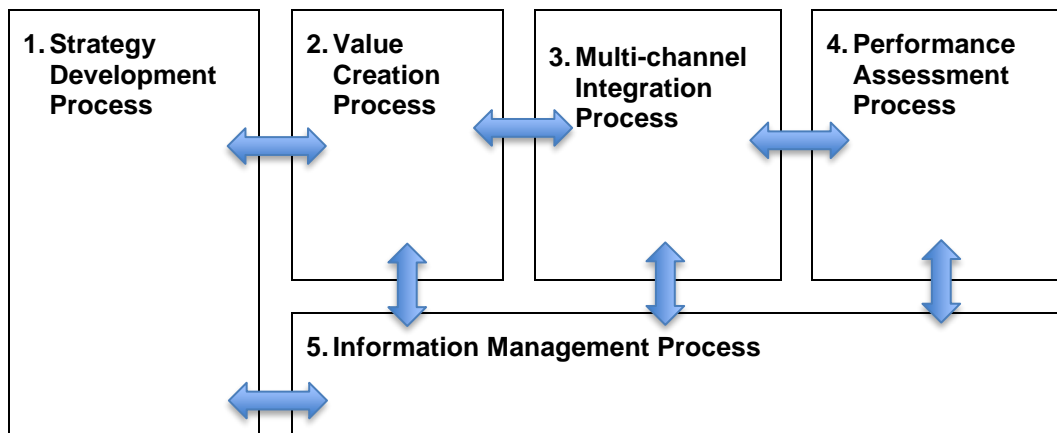 1. Strategy
Development
Process
2. Value
Creation
Process
3. Multi-channel
Integration
Process
4. Performance
Assessment
Process
5. Information Management Process